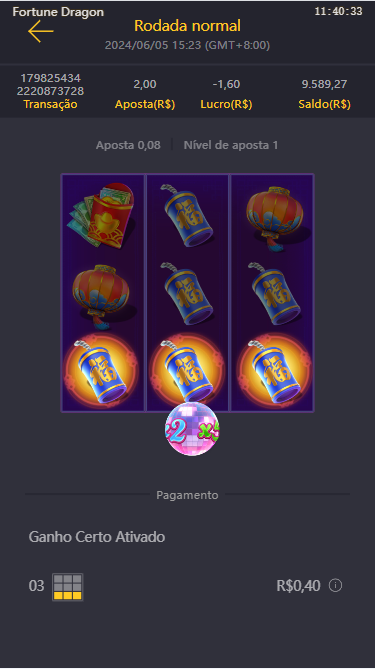 Fortune Dragon
11:40:33
Rodada normal
2024/06/05 15:23 (GMT+8:00)
179825434
2220873728
2,00
-1,60
9.589,27
Transação
Aposta(R$)
Lucro(R$)
Saldo(R$)
Aposta 0,08
Nível de aposta 1
Pagamento
Ganho Certo Ativado
03
R$0,40